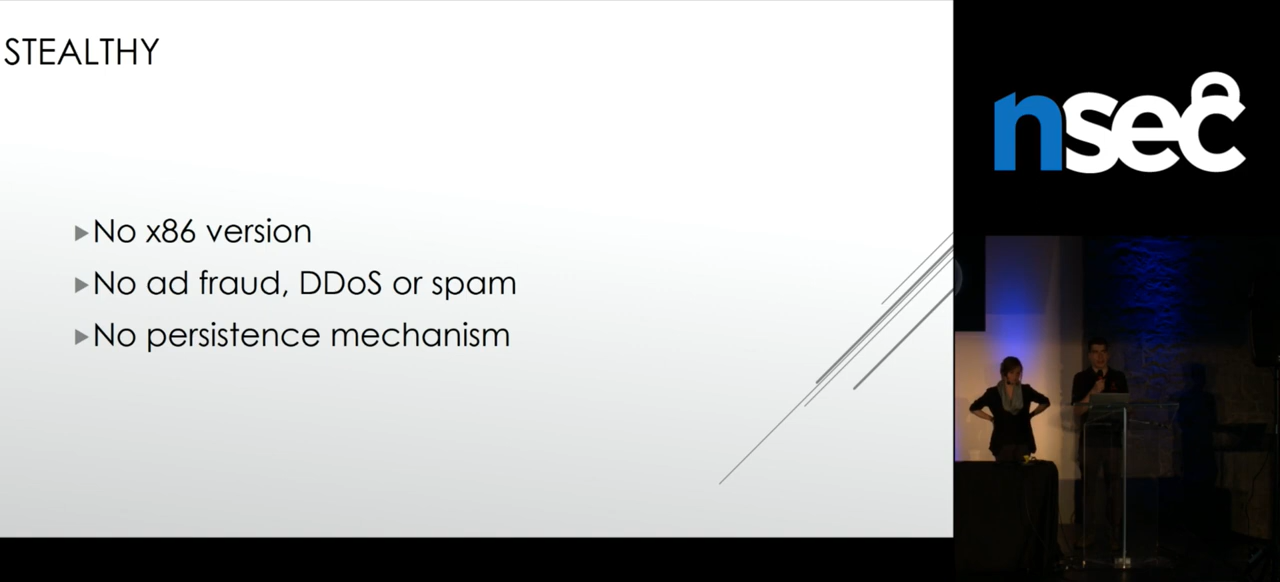 STEALTHY
No x86 version
No ad fraud, DDoS or spam
No persistence mechanism
nsec